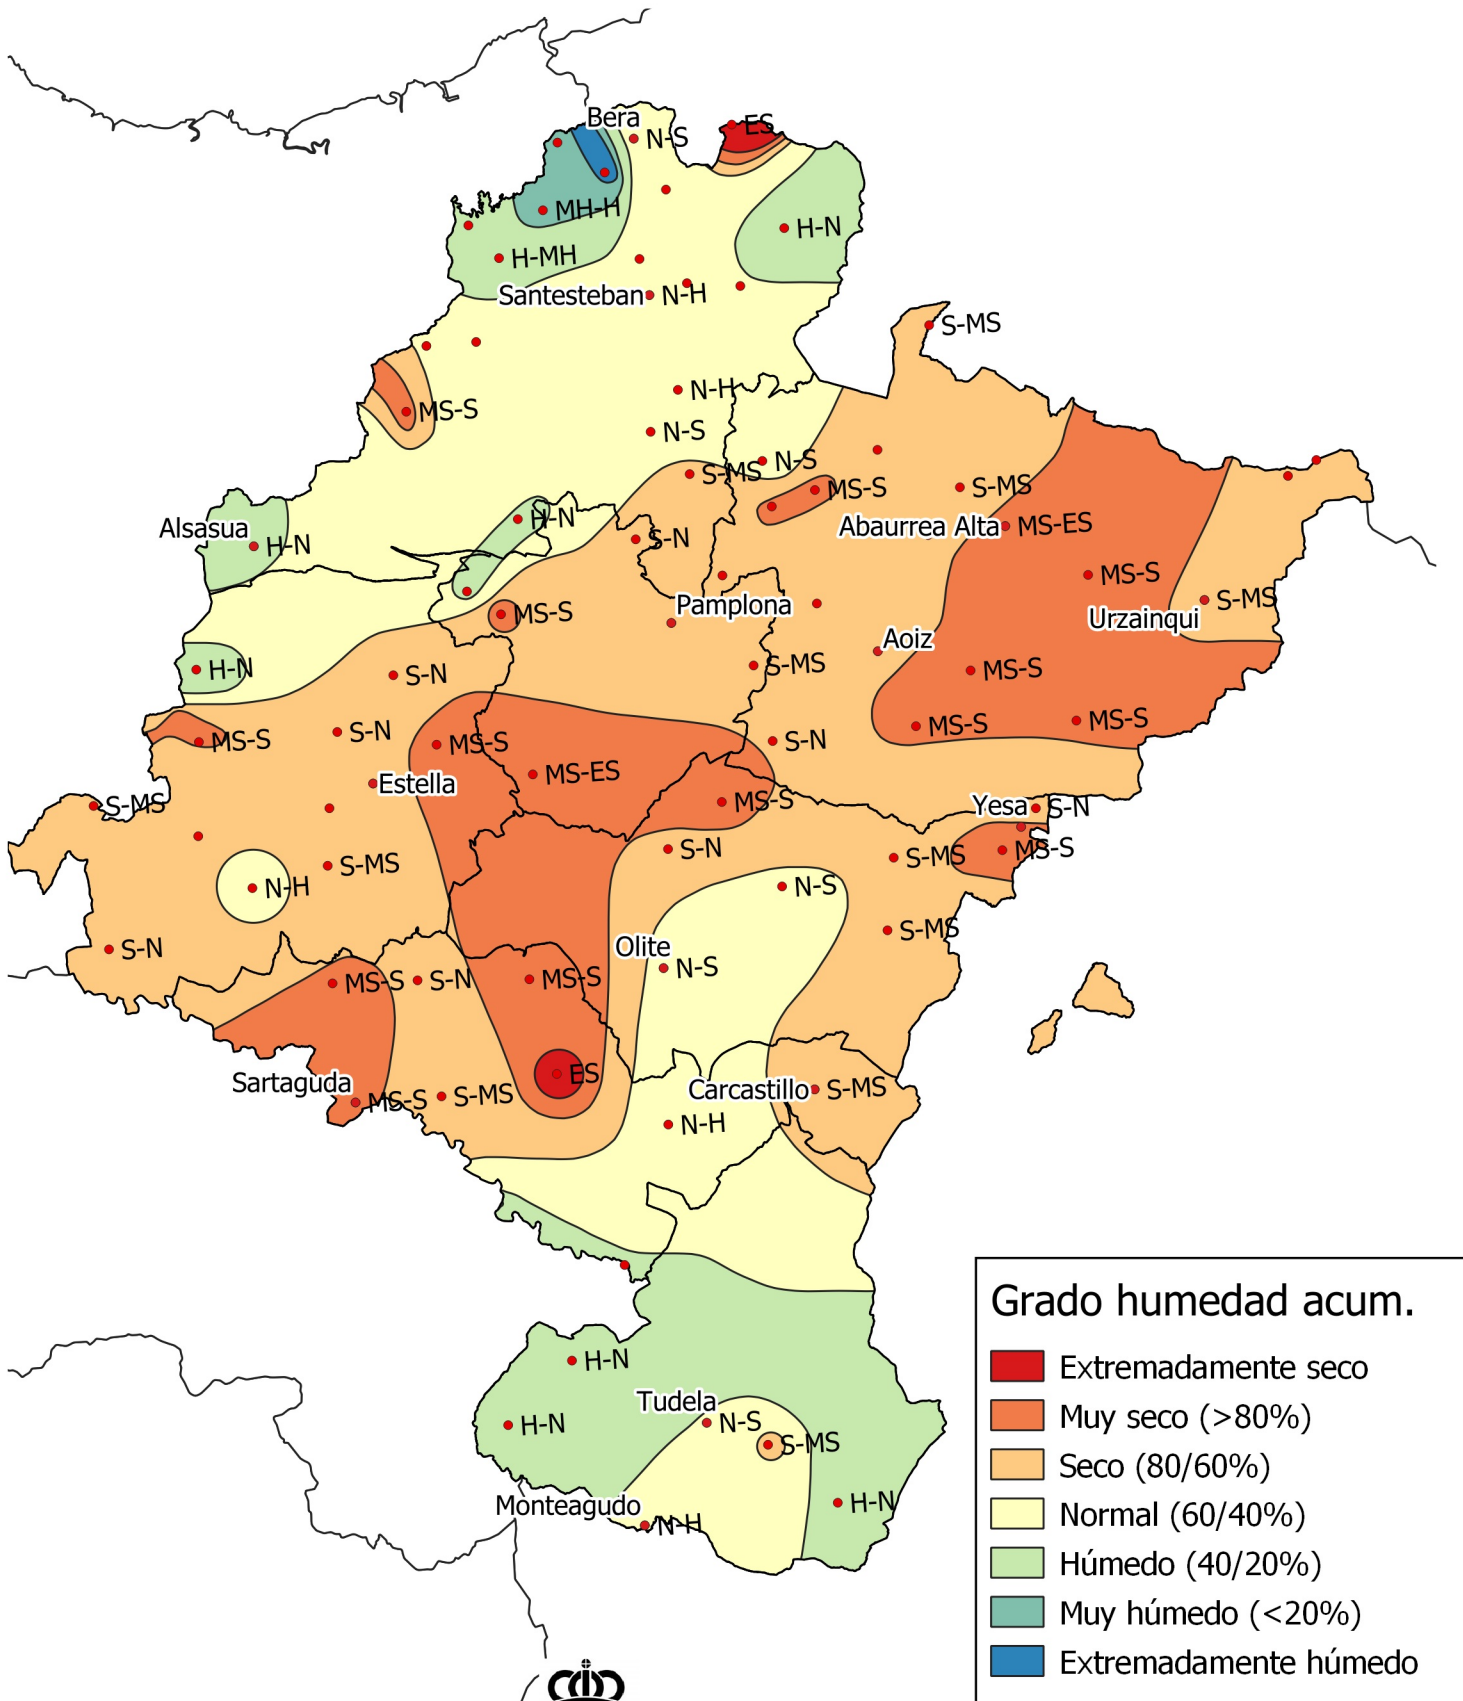 Bera
N-S
ES
MH-H
H-N
H-MH
Santesteban
N-H
S-MS
N-H
MS-S
N-S
S-MS
N-S
MS-S
S-MS
H-N
Alsasua
Abaurrea Alta
MS-ES
S-N
H-N
MS-S
Pamplona
S-MS
MS-S
Urzainqui
Aoiz
S-MS
H-N
S-N
MS-S
MS-S
MS-S
S-N
MS-S
MS-S
S-N
MS-ES
Estella
S-MS
MS-S
Yesa
S-N
S-N
MS-S
S-MS
S-MS
N-H
N-S
S-MS
S-N
Olite
N-S
MS-S
S-N
MS-S
ES
Sartaguda
MS-S
S-MS
Carcastillo
S-MS
N-H
H-N
Tudela
N-S
H-N
S-MS
Monteagudo
H-N
N-H
Grado humedad acum.
Extremadamente seco
Muy seco (>80%)
Seco (80/60%)
Normal (60/40%)
Húmedo (40/20%)
Muy húmedo (<20%)
Extremadamente húmedo